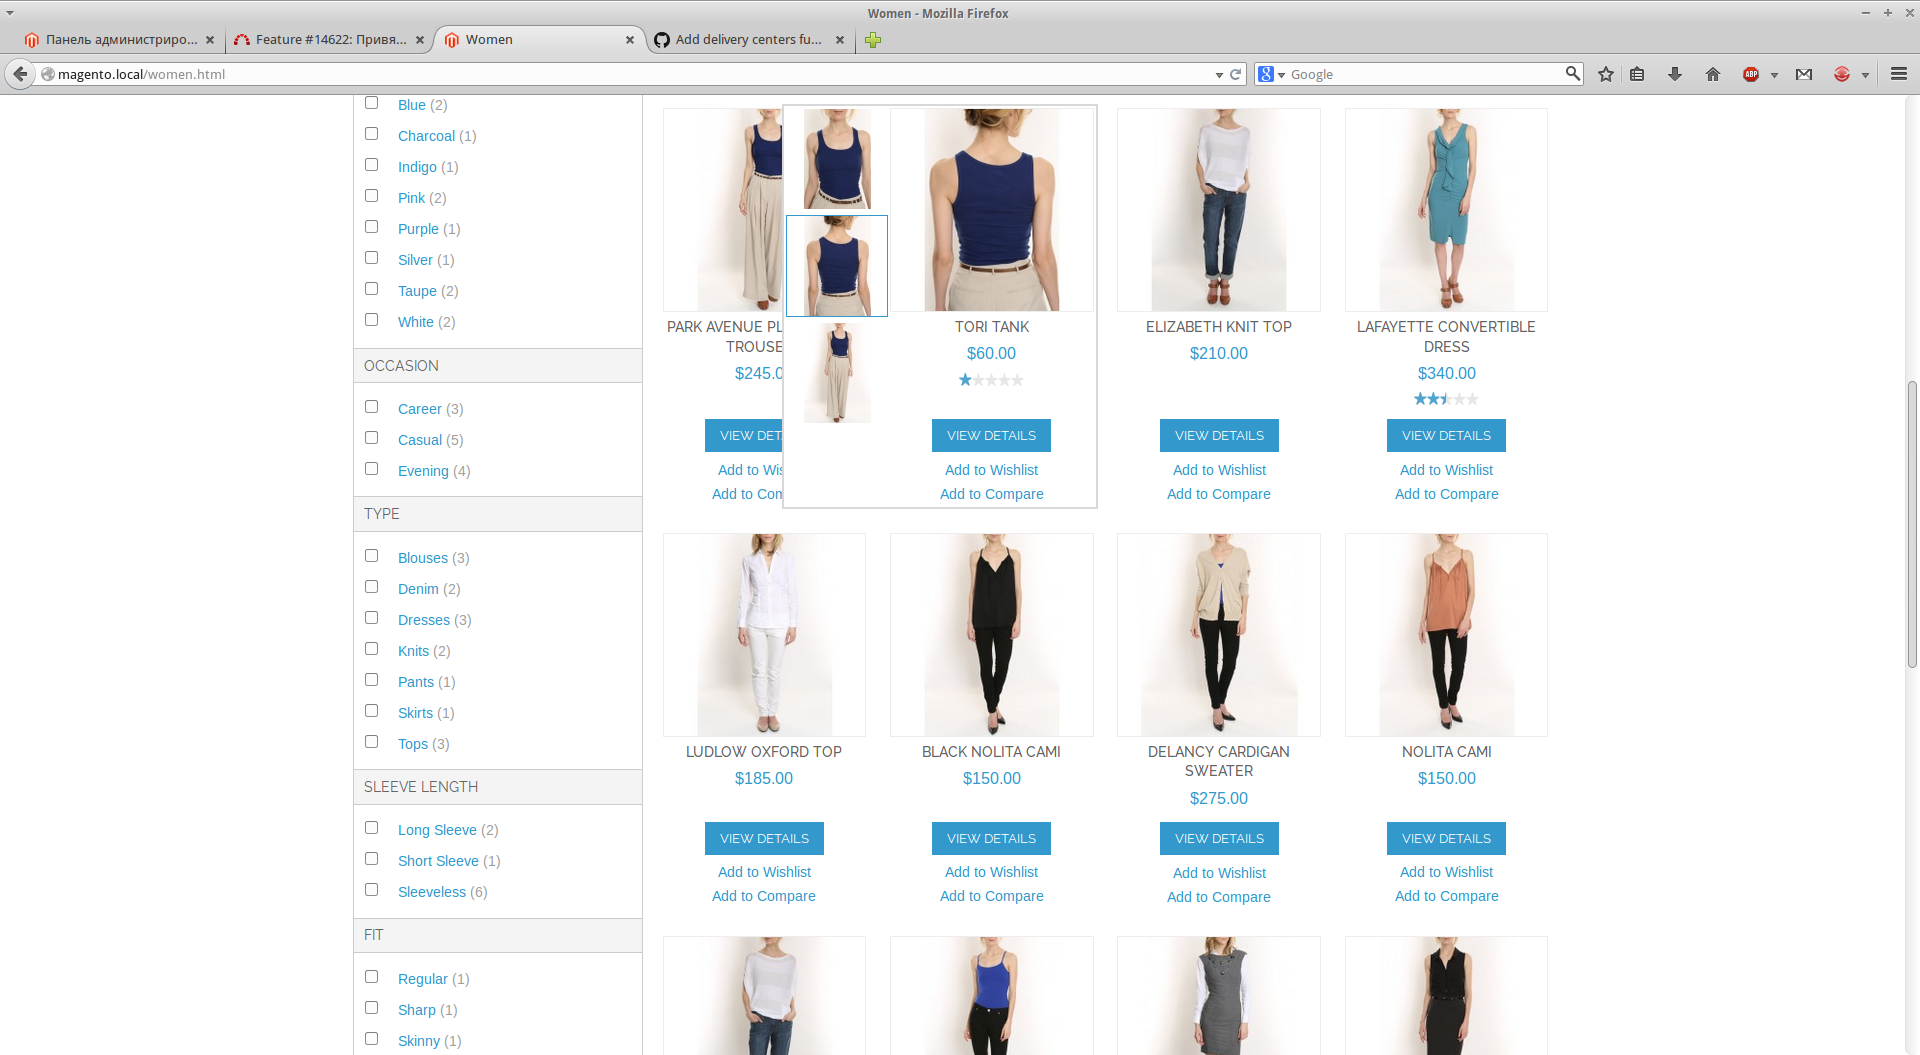 Women - Mozilla Firefox
Панель администриро...
Feature #14622: Привя...
Women
Add delivery centers fu...
magento.local/women.html
Google
ABP
Blue (2)
Charcoal (1)
Indigo (1)
Pink (2)
Purple (1)
Silver (1)
Taupe (2)
White (2)
OCCASION
Career (3)
Casual (5)
Evening (4)
TYPE
Blouses (3)
Denim (2)
Dresses (3)
Knits (2)
Pants (1)
Skirts (1)
Tops (3)
SLEEVE LENGTH
Long Sleeve (2)
Short Sleeve (1)
Sleeveless (6)
FIT
Regular (1)
Sharp (1)
Skinny (1)
PARK AVENUE PL
TROUSE
$245.0
VIEW DET
Add to Wis
Add to Com
TORI TANK
$60.00
VIEW DETAILS
Add to Wishlist
Add to Compare
ELIZABETH KNIT TOP
$210.00
VIEW DETAILS
Add to Wishlist
Add to Compare
LAFAYETTE CONVERTIBLE
DRESS
$340.00
VIEW DETAILS
Add to Wishlist
Add to Compare
LUDLOW OXFORD TOP
$185.00
VIEW DETAILS
Add to Wishlist
Add to Compare
BLACK NOLITA CAMI
$150.00
VIEW DETAILS
Add to Wishlist
Add to Compare
DELANCY CARDIGAN
SWEATER
$275.00
VIEW DETAILS
Add to Wishlist
Add to Compare
NOLITA CAMI
$150.00
VIEW DETAILS
Add to Wishlist
Add to Compare